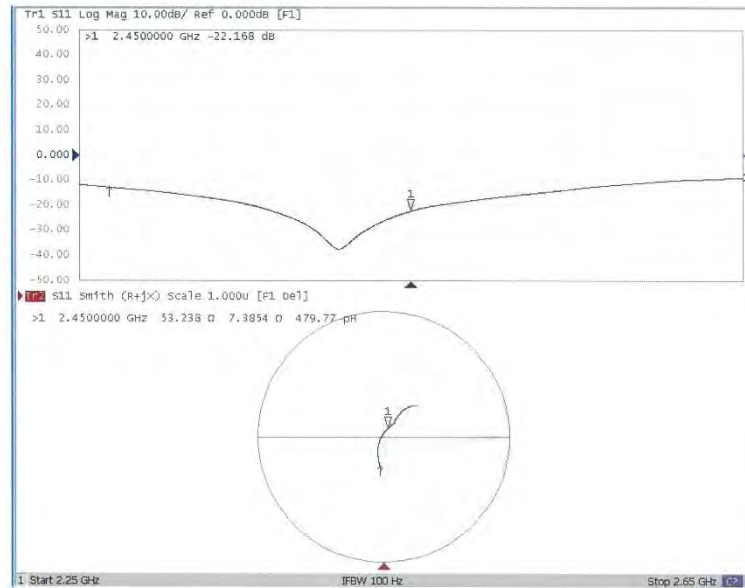 Tr1 S11 Log Mag 10.00dB/ Ref 0.000dB [F1]
50.00
>1 2.4500000 GHz -22.168 dB
40.00
30.00
20.00
10.00
0.000
-10.00
1
-20.00
-30.00
-40.00
-50.00
Tr2 S11 Smith (R+jX) Scale 1.000U [F1 Del]
>1 2.4500000 GHz 53.238 Ω 7.3854 Ω 479.77 pH
1
1 Start 2.25 GHz IFBW 100 Hz Stop 2.65 GHz C?